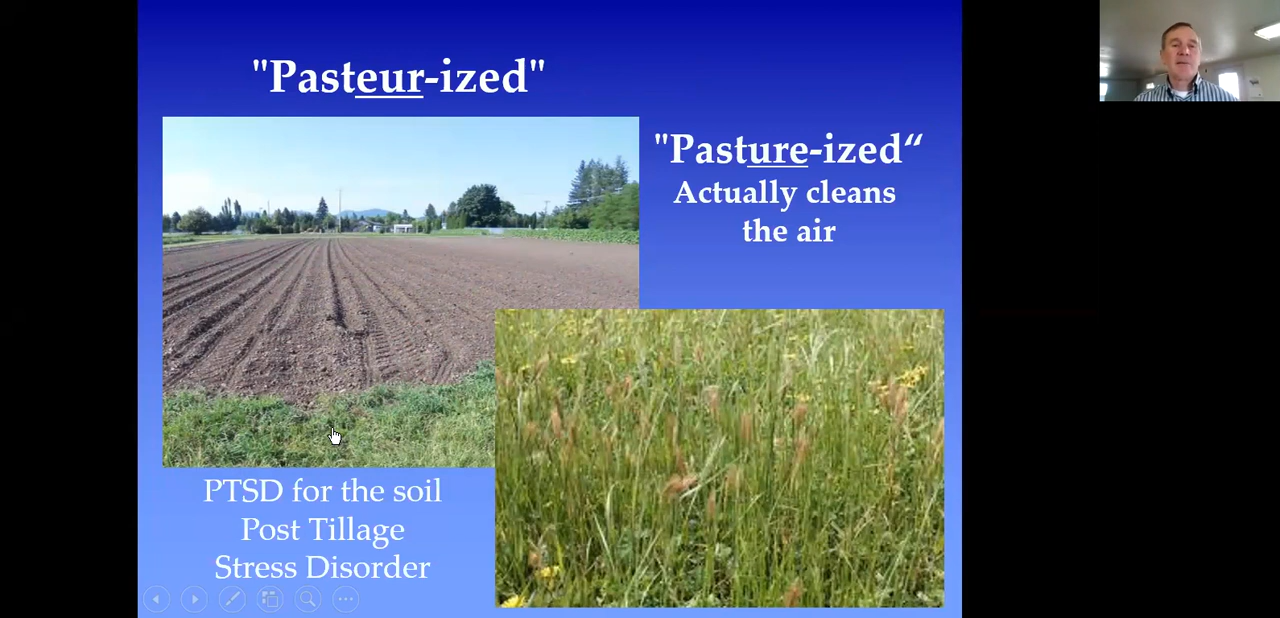 "Pasteur-ized"
"Pasture-ized“
Actually cleans
the air
PTSD for the soil
Post Tillage
Stress Disorder